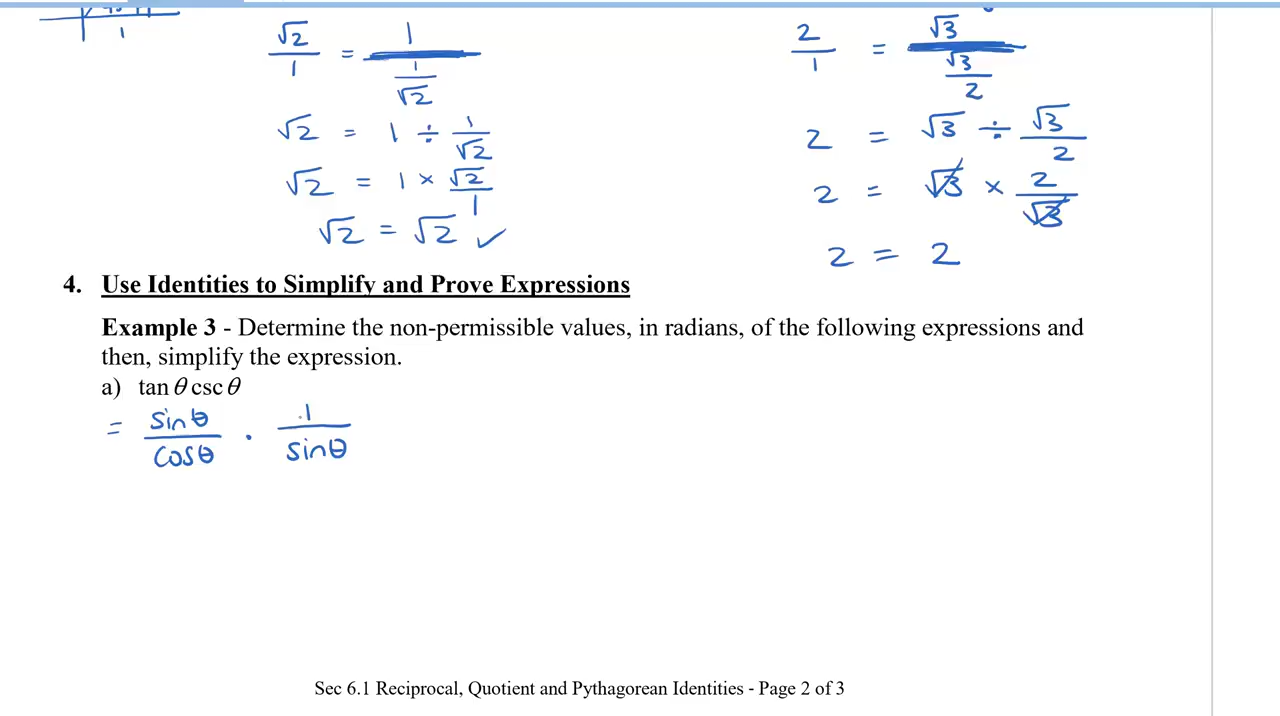 √2/1 = 1/(1/√2)
√2 = 1 ÷ 1/√2
√2 = 1 × √2/1
√2 = √2 ✓
2/1 = √3/(√3/2)
2 = √3 ÷ √3/2
2 = √3 × 2/√3
2 = 2
4. Use Identities to Simplify and Prove Expressions
Example 3 - Determine the non-permissible values, in radians, of the following expressions and
then, simplify the expression.
a) tan θ csc θ
= sinθ/cosθ · 1/sinθ
Sec 6.1 Reciprocal, Quotient and Pythagorean Identities - Page 2 of 3